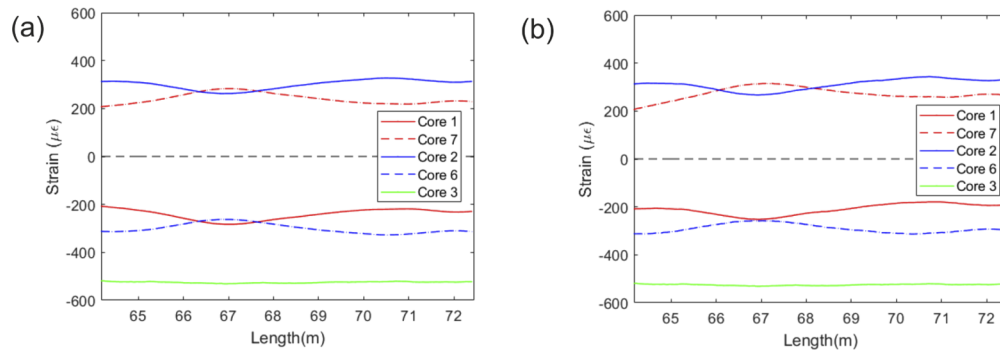 (a)
600
400
200
0
-200
-400
-600
Strain (με)
65 66 67 68 69 70 71 72
Length(m)
Core 1
Core 7
Core 2
Core 6
Core 3
(b)
600
400
200
0
-200
-400
-600
Strain (με)
65 66 67 68 69 70 71 72
Length(m)
Core 1
Core 7
Core 2
Core 6
Core 3